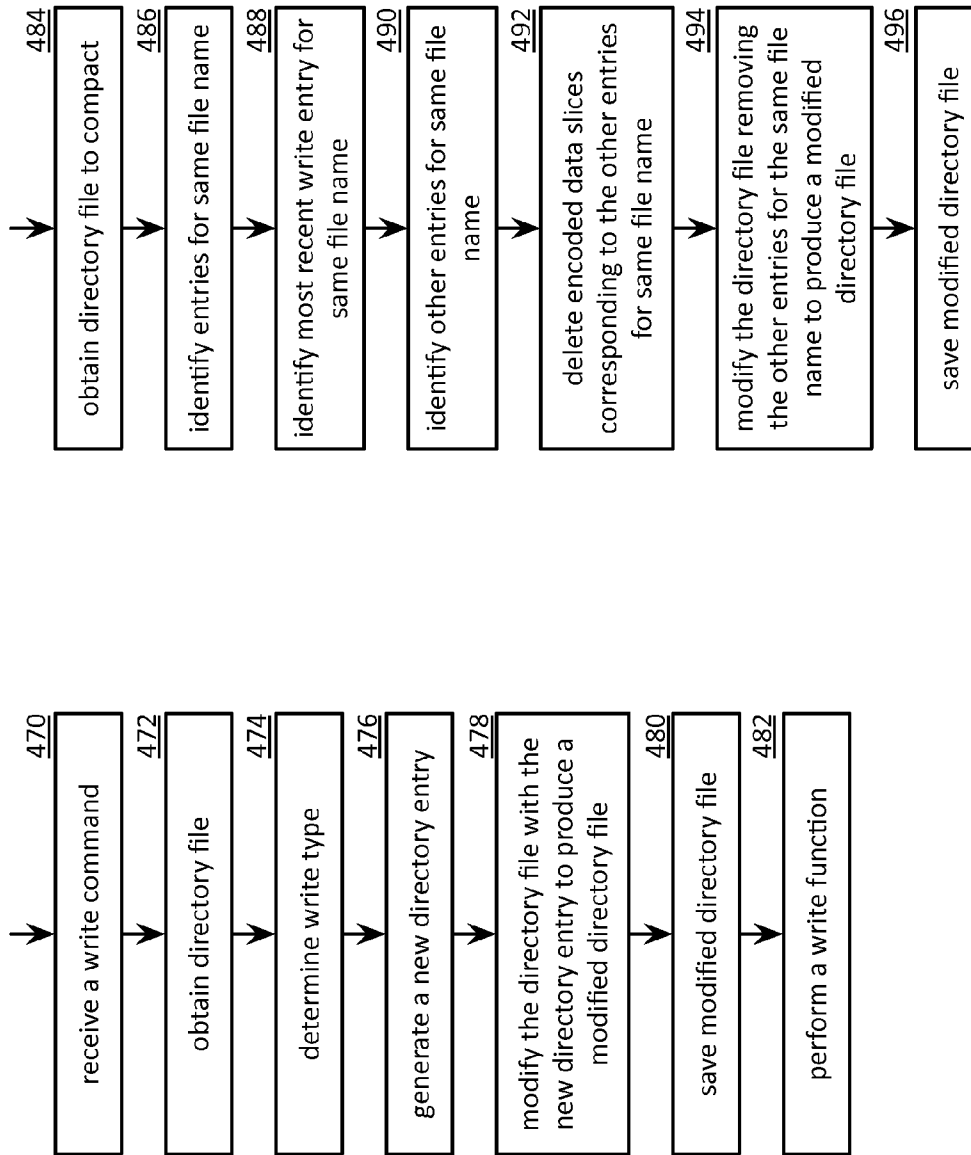 470
receive a write command
472
obtain directory file
474
determine write type
476
generate a new directory entry
478
modify the directory file with the
new directory entry to produce a
modified directory file
480
save modified directory file
482
perform a write function
484
obtain directory file to compact
486
identify entries for same file name
488
identify most recent write entry for
same file name
490
identify other entries for same file
name
492
delete encoded data slices
corresponding to the other entries
for same file name
494
modify the directory file removing
the other entries for the same file
name to produce a modified
directory file
496
save modified directory file